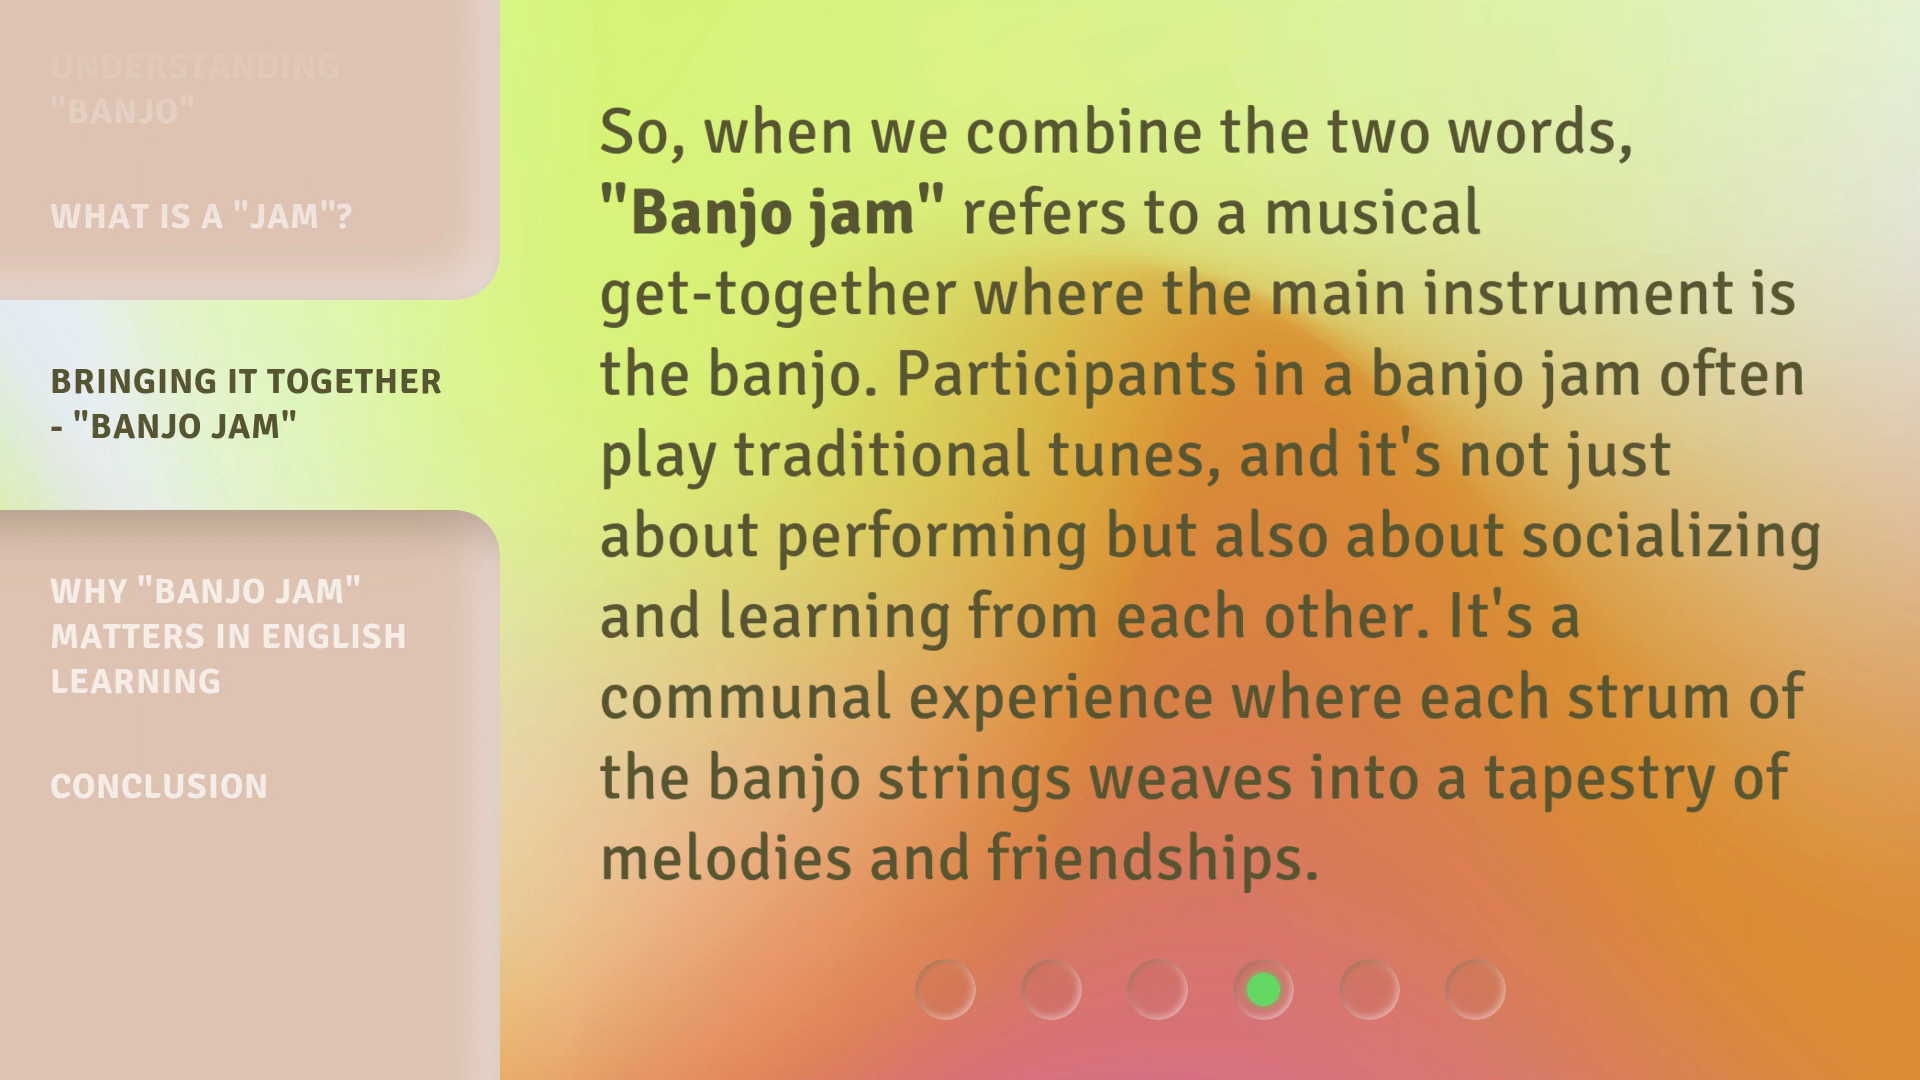 UNDERSTANDING
"BANJO"
WHAT IS A "JAM"?
BRINGING IT TOGETHER
- "BANJO JAM"
WHY "BANJO JAM"
MATTERS IN ENGLISH
LEARNING
CONCLUSION
So, when we combine the two words,
"Banjo jam" refers to a musical
get-together where the main instrument is
the banjo. Participants in a banjo jam often
play traditional tunes, and it's not just
about performing but also about socializing
and learning from each other. It's a
communal experience where each strum of
the banjo strings weaves into a tapestry of
melodies and friendships.